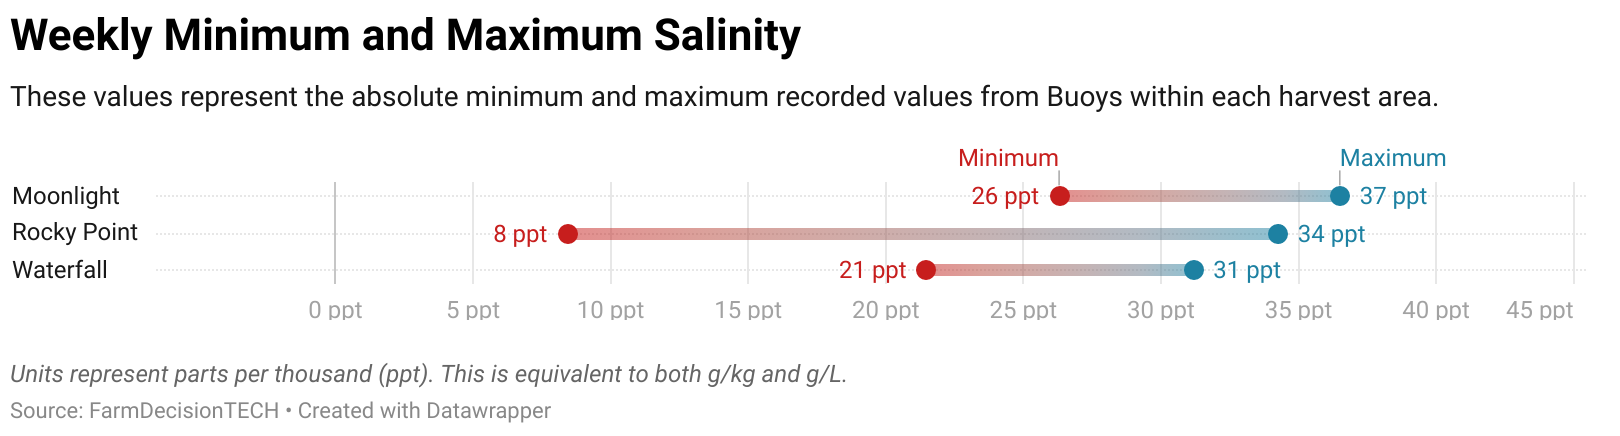 Weekly Minimum and Maximum Salinity
These values represent the absolute minimum and maximum recorded values from Buoys within each harvest area.
Minimum Maximum
Moonlight 26 ppt 37 ppt
Rocky Point 8 ppt 34 ppt
Waterfall 21 ppt 31 ppt
0 ppt 5 ppt 10 ppt 15 ppt 20 ppt 25 ppt 30 ppt 35 ppt 40 ppt 45 ppt
Units represent parts per thousand (ppt). This is equivalent to both g/kg and g/L.
Source: FarmDecisionTECH • Created with Datawrapper